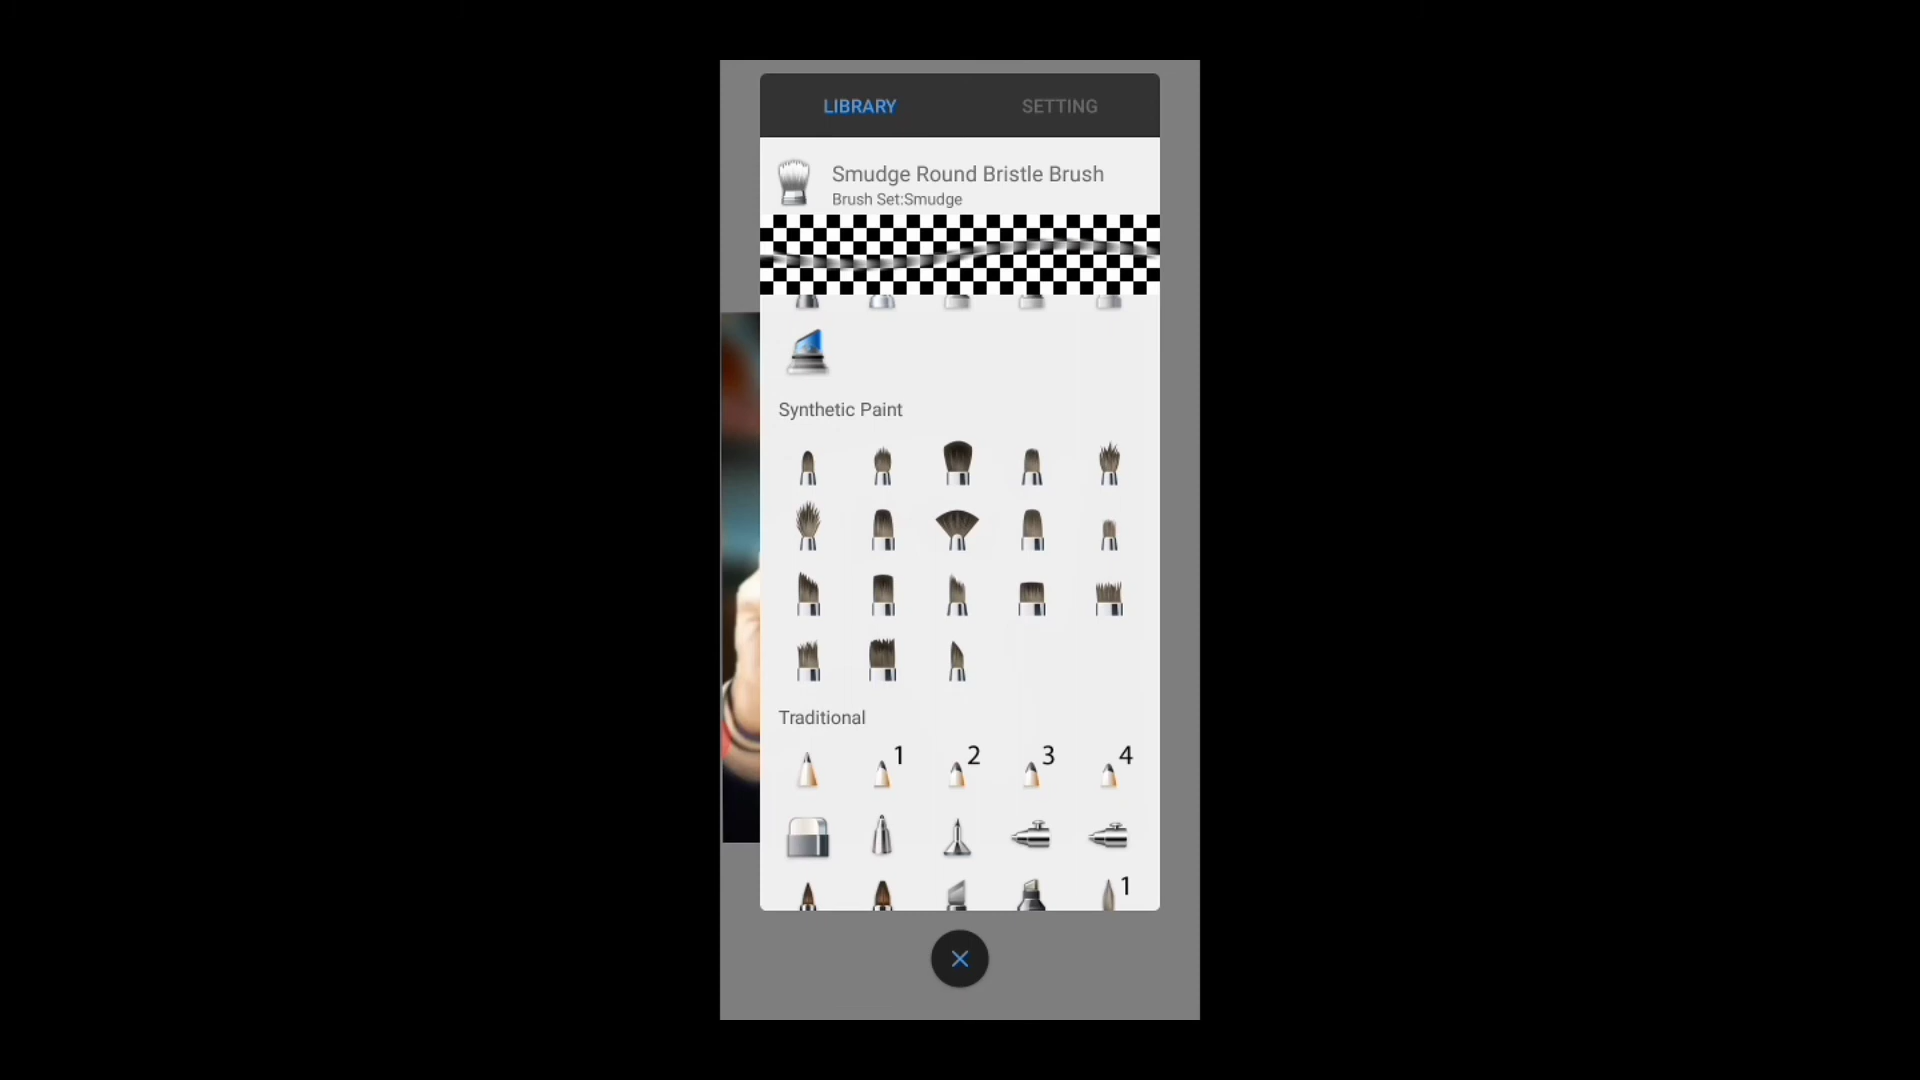 LIBRARY SETTING
Smudge Round Bristle Brush
Brush Set:Smudge
Synthetic Paint
Traditional
1 2 3 4
1